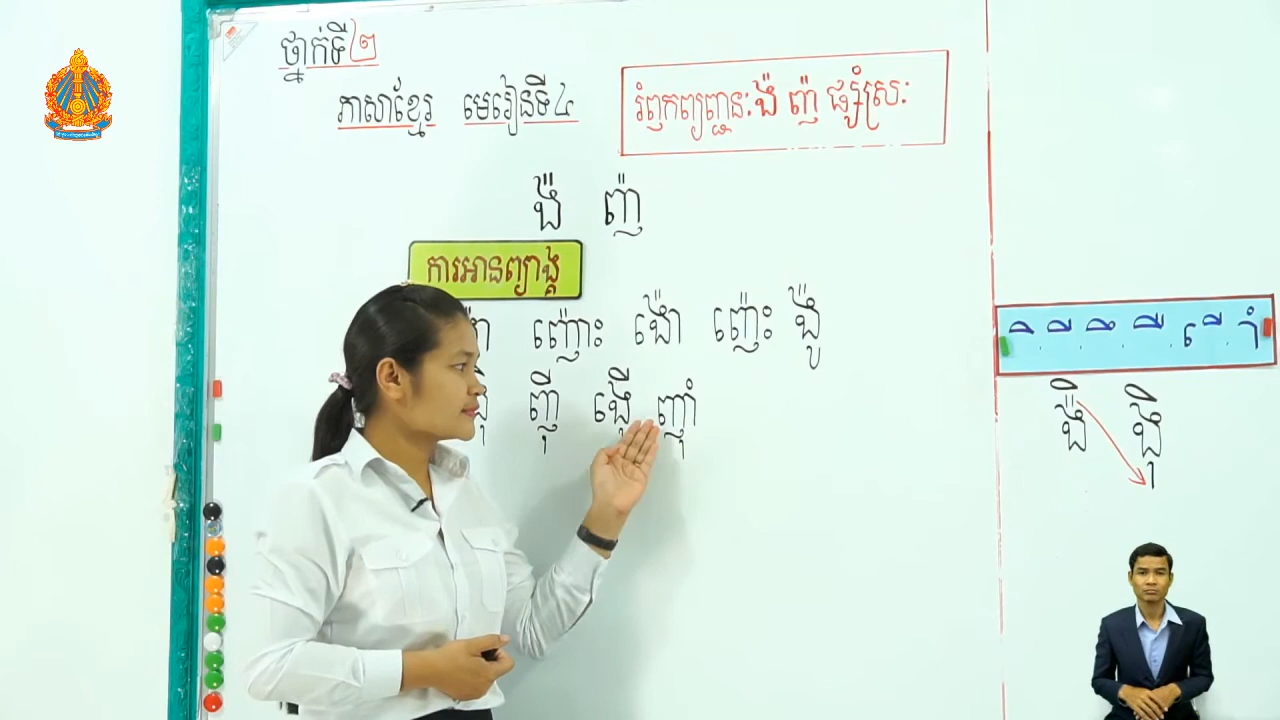 ថ្នាក់ទី២
ភាសាខ្មែរ មេរៀនទី៤
រំឭកព្យញ្ជនៈ ង៉ ញ៉ ផ្សំស្រៈ
ង៉ ញ៉
ការអានព្យាង្គ
ញ៉ោះ ង៉ោ ញ៉េះ ង៉ូ
ញ៊ី ង៊ើ ញ៊ាំ
ិ ី ឹ ឺ ើ ាំ
ង៉ិ ង៊ិ